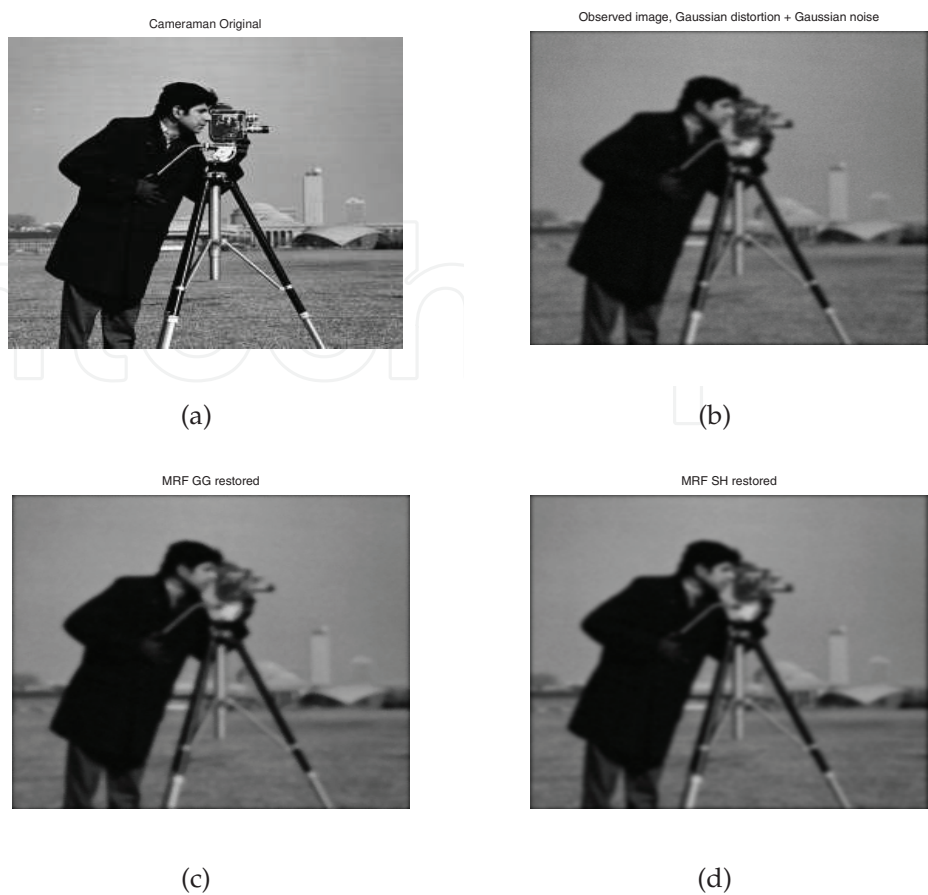 Cameraman Original
Observed image, Gaussian distortion + Gaussian noise
(a)
(b)
MRF GG restored
MRF SH restored
(c)
(d)